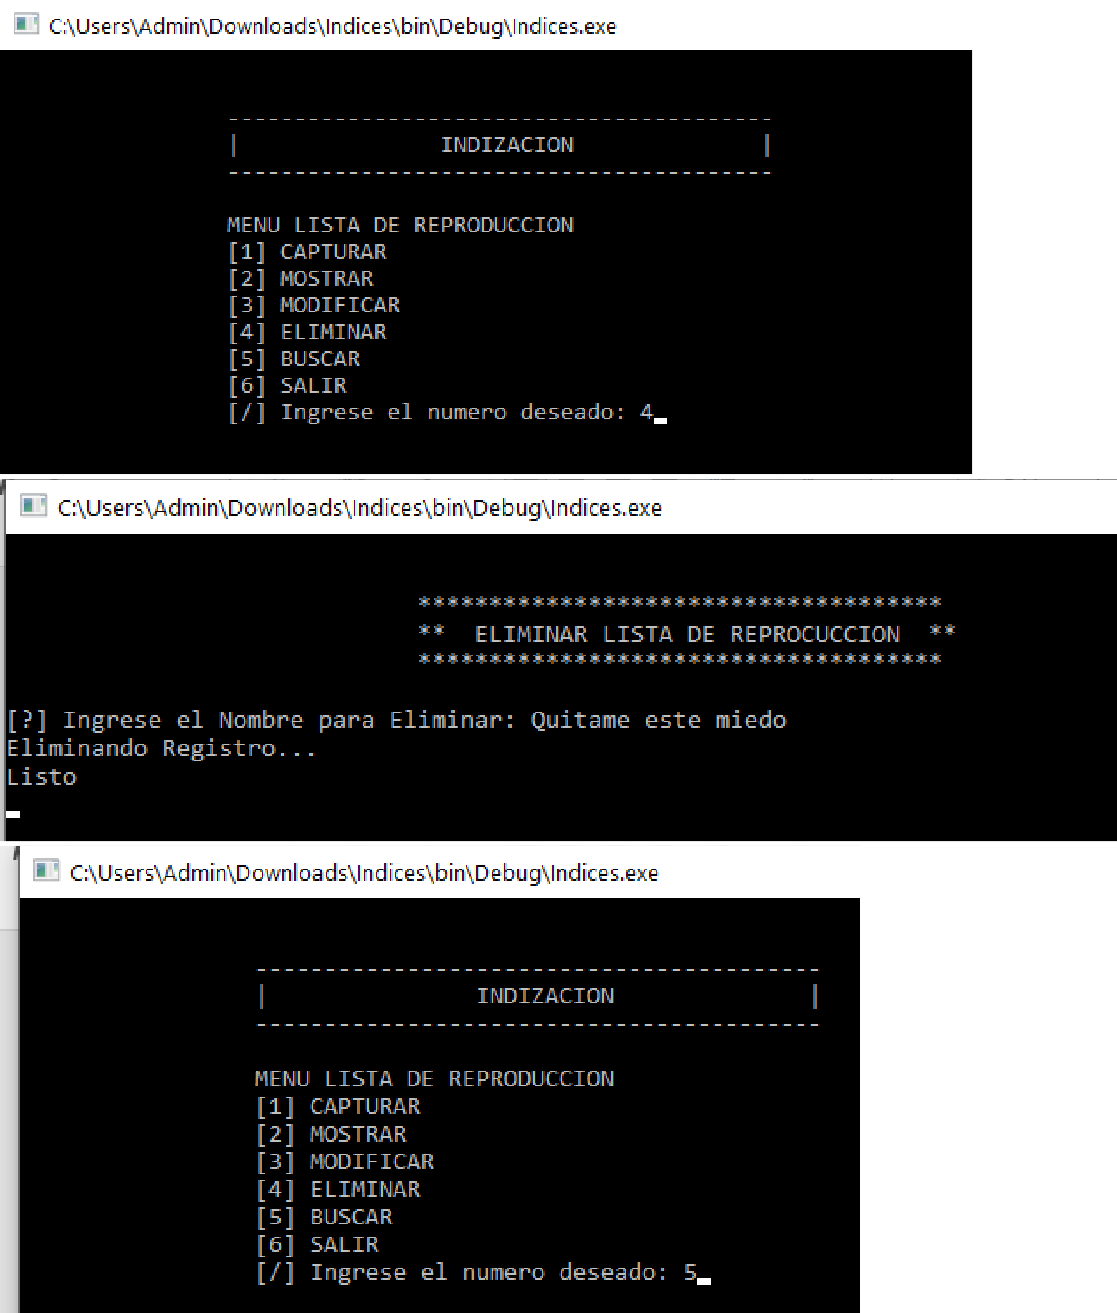 C:\Users\Admin\Downloads\Indices\bin\Debug\Indices.exe
-----------------------------------------
| INDIZACION |
-----------------------------------------
MENU LISTA DE REPRODUCCION
[1] CAPTURAR
[2] MOSTRAR
[3] MODIFICAR
[4] ELIMINAR
[5] BUSCAR
[6] SALIR
[/] Ingrese el numero deseado: 4
C:\Users\Admin\Downloads\Indices\bin\Debug\Indices.exe
*************************************
** ELIMINAR LISTA DE REPROCUCCION **
*************************************
[?] Ingrese el Nombre para Eliminar: Quitame este miedo
Eliminando Registro...
Listo
C:\Users\Admin\Downloads\Indices\bin\Debug\Indices.exe
-----------------------------------------
| INDIZACION |
-----------------------------------------
MENU LISTA DE REPRODUCCION
[1] CAPTURAR
[2] MOSTRAR
[3] MODIFICAR
[4] ELIMINAR
[5] BUSCAR
[6] SALIR
[/] Ingrese el numero deseado: 5